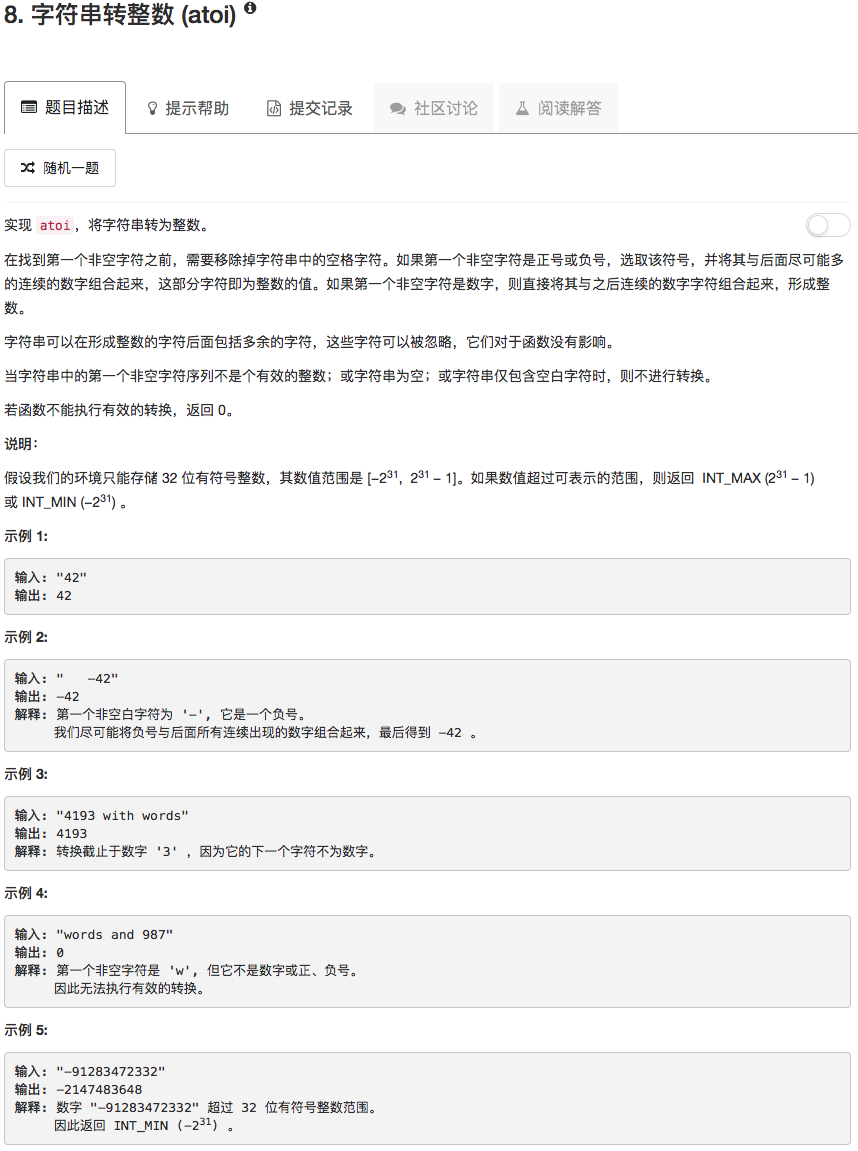 8. 字符串转整数 (atoi)
题目描述 提示帮助 提交记录 社区讨论 阅读解答
随机一题
实现 atoi，将字符串转为整数。
在找到第一个非空字符之前，需要移除掉字符串中的空格字符。如果第一个非空字符是正号或负号，选取该符号，并将其与后面尽可能多
的连续的数字组合起来，这部分字符即为整数的值。如果第一个非空字符是数字，则直接将其与之后连续的数字字符组合起来，形成整
数。
字符串可以在形成整数的字符后面包括多余的字符，这些字符可以被忽略，它们对于函数没有影响。
当字符串中的第一个非空字符序列不是个有效的整数；或字符串为空；或字符串仅包含空白字符时，则不进行转换。
若函数不能执行有效的转换，返回 0。
说明：
假设我们的环境只能存储 32 位有符号整数，其数值范围是 [−2³¹, 2³¹ − 1]。如果数值超过可表示的范围，则返回 INT_MAX (2³¹ − 1)
或 INT_MIN (−2³¹) 。
示例 1:
输入: "42"
输出: 42
示例 2:
输入: "   -42"
输出: -42
解释: 第一个非空白字符为 '-', 它是一个负号。
我们尽可能将负号与后面所有连续出现的数字组合起来，最后得到 -42 。
示例 3:
输入: "4193 with words"
输出: 4193
解释: 转换截止于数字 '3' ，因为它的下一个字符不为数字。
示例 4:
输入: "words and 987"
输出: 0
解释: 第一个非空字符是 'w', 但它不是数字或正、负号。
因此无法执行有效的转换。
示例 5:
输入: "-91283472332"
输出: -2147483648
解释: 数字 "-91283472332" 超过 32 位有符号整数范围。
因此返回 INT_MIN (−2³¹) 。